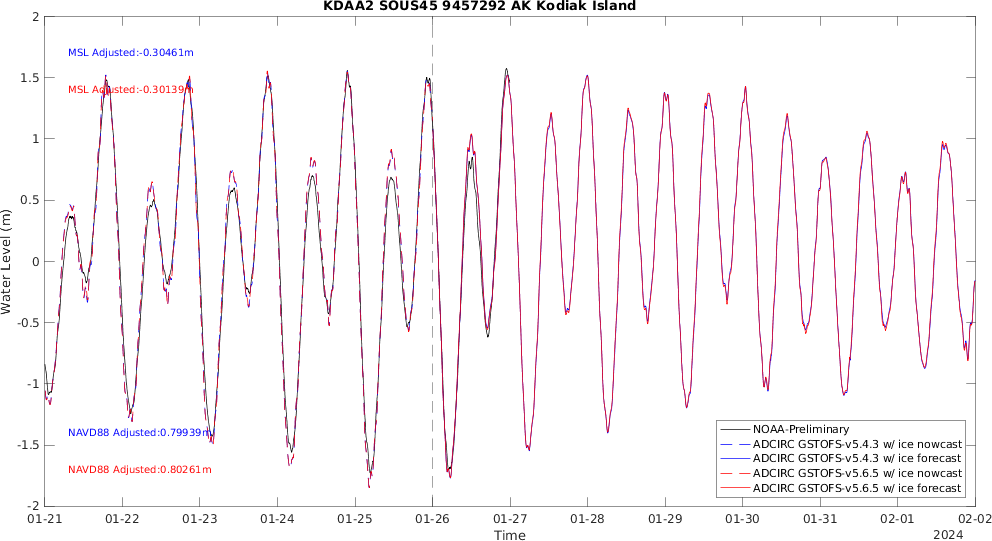 KDAA2 SOUS45 9457292 AK Kodiak Island
MSL Adjusted:-0.30461m
MSL Adjusted:-0.30139m
NAVD88 Adjusted:0.79939m
NAVD88 Adjusted:0.80261m
Water Level (m)
2
1.5
1
0.5
0
-0.5
-1
-1.5
-2
NOAA-Preliminary
ADCIRC GSTOFS-v5.4.3 w/ ice nowcast
ADCIRC GSTOFS-v5.4.3 w/ ice forecast
ADCIRC GSTOFS-v5.6.5 w/ ice nowcast
ADCIRC GSTOFS-v5.6.5 w/ ice forecast
01-21 01-22 01-23 01-24 01-25 01-26 01-27 01-28 01-29 01-30 01-31 02-01 02-02
Time
2024